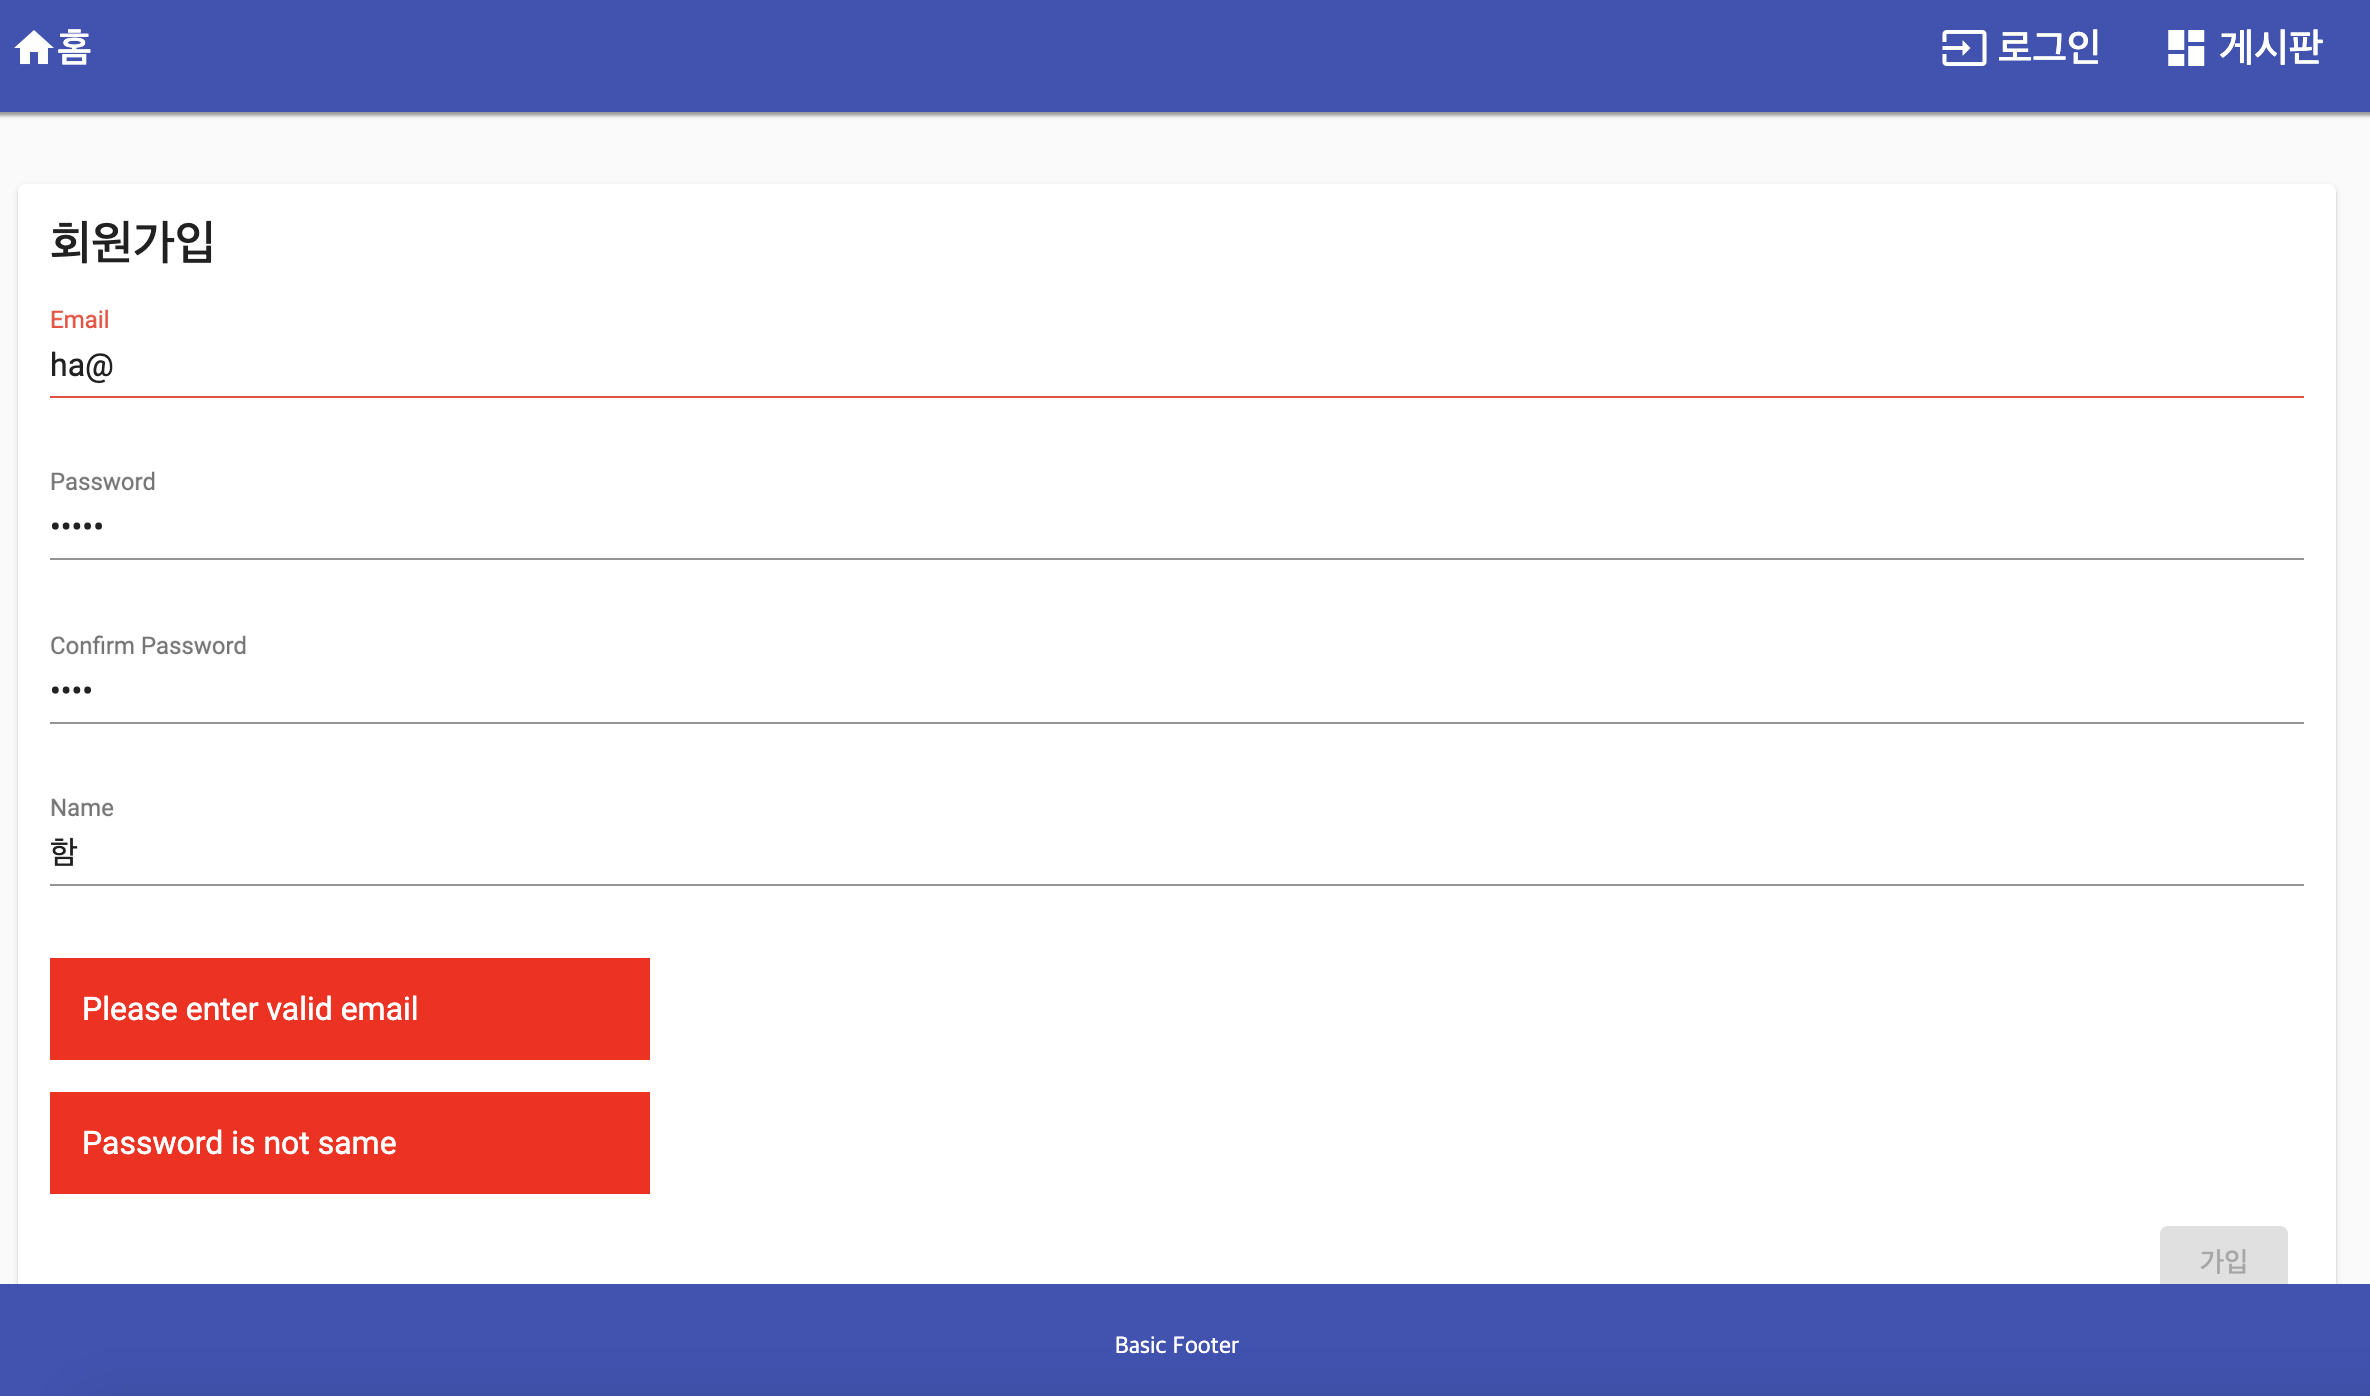 홈
로그인
게시판
회원가입
Email
ha@
Password
•••••
Confirm Password
••••
Name
함
Please enter valid email
Password is not same
가입
Basic Footer